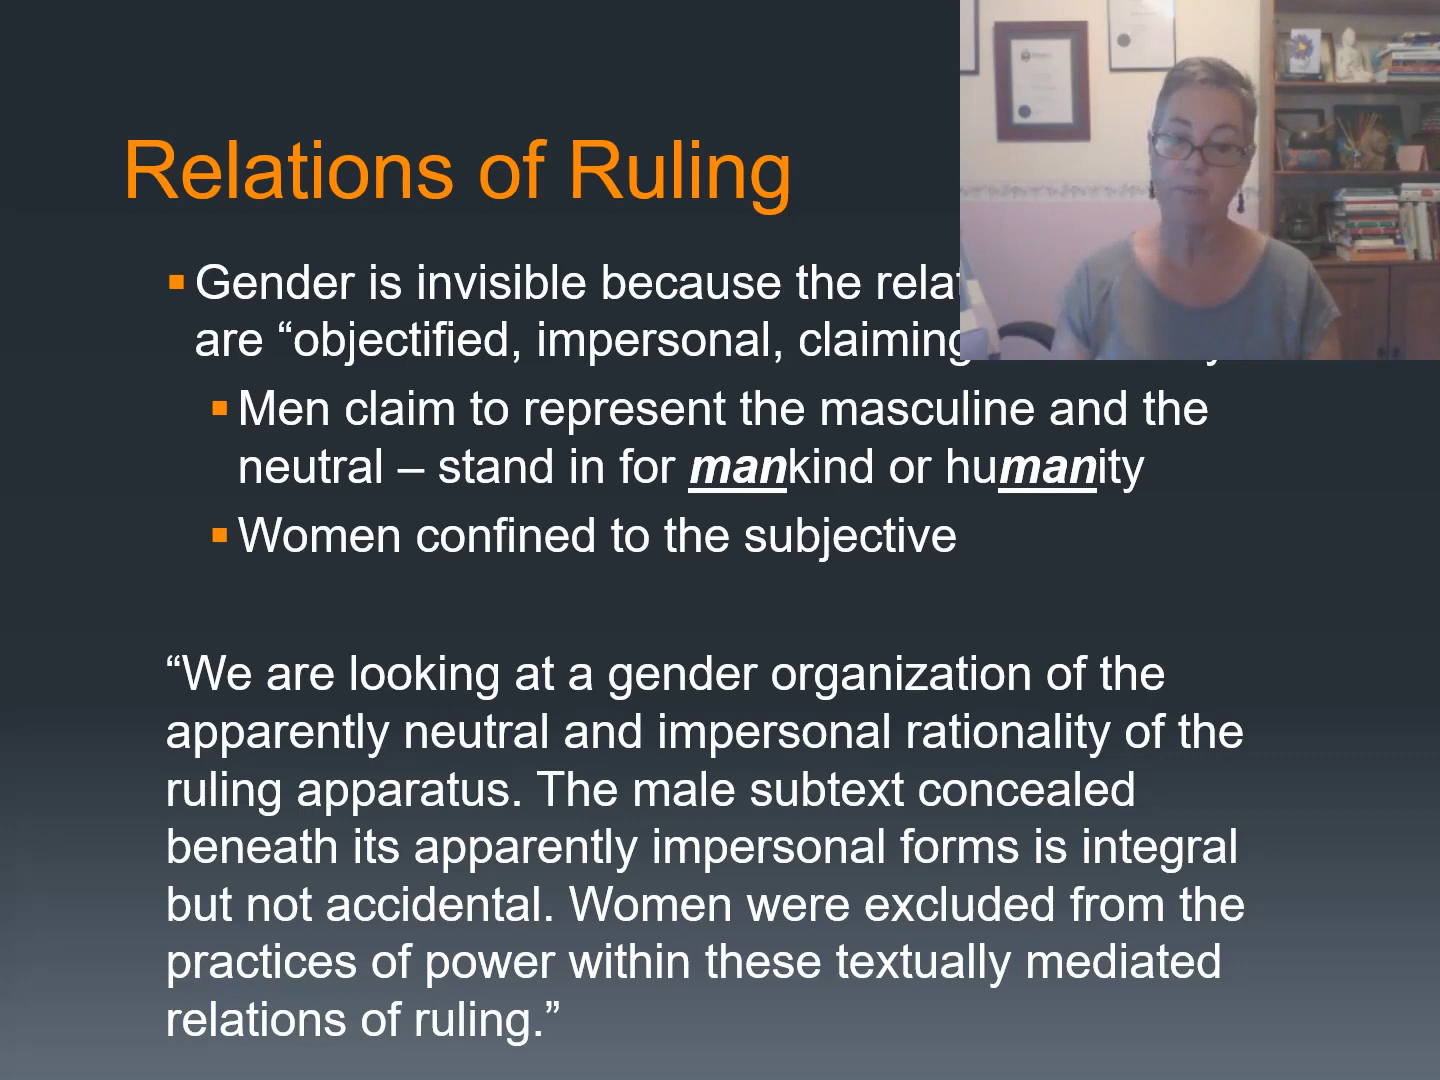 Relations of Ruling
Gender is invisible because the
are “objectified, impersonal, claiming
Men claim to represent the masculine and the
neutral – stand in for mankind or humanity
Women confined to the subjective
“We are looking at a gender organization of the
apparently neutral and impersonal rationality of the
ruling apparatus. The male subtext concealed
beneath its apparently impersonal forms is integral
but not accidental. Women were excluded from the
practices of power within these textually mediated
relations of ruling.”